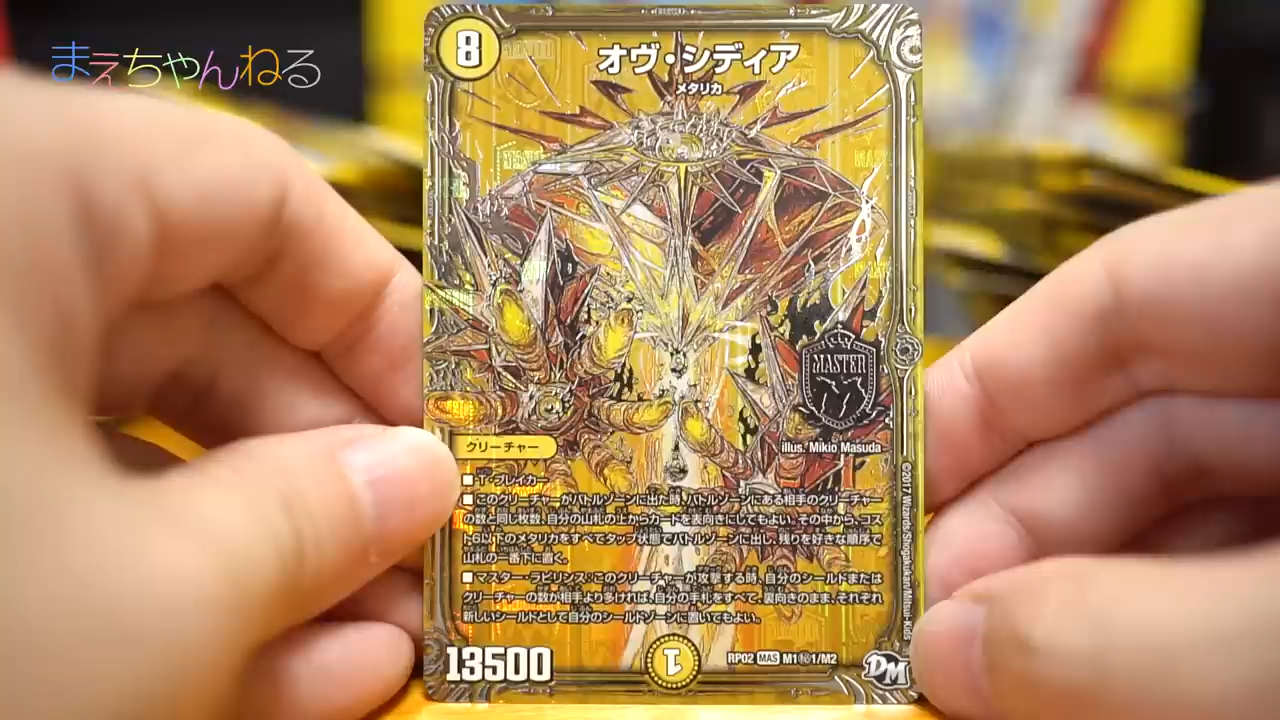 まえちゃんねる
8
オヴ・シディア
メタリカ
MASTER
クリーチャー
illus. Mikio Masuda
■T・ブレイカー
■このクリーチャーがバトルゾーンに出た時、バトルゾーンにある相手のクリーチャー
の数と同じ枚数、自分の山札の上からカードを表向きにしてもよい。その中から、コス
ト6以下のメタリカをすべてタップ状態でバトルゾーンに出し、残りを好きな順序で
山札の一番下に置く。
■マスター・ラビリンス:このクリーチャーが攻撃する時、自分のシールドまたは
クリーチャーの数が相手より多ければ、自分の手札をすべて、裏向きのまま、それぞれ
新しいシールドとして自分のシールドゾーンに置いてもよい。
13500
1
RP02 MAS M1㊙1/M2
DM
©2017 Wizards/Shogakukan/Mitsui-Kids